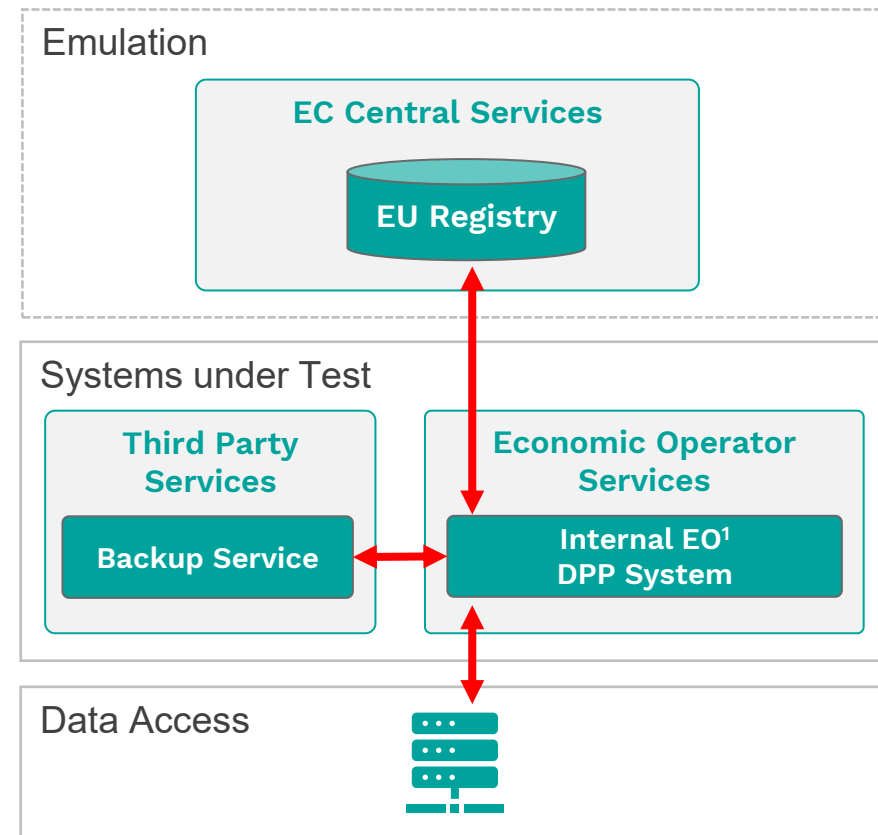 Emulation
EC Central Services
EU Registry
Systems under Test
Third Party
Services
Backup Service
Economic Operator
Services
Internal EO¹
DPP System
Data Access